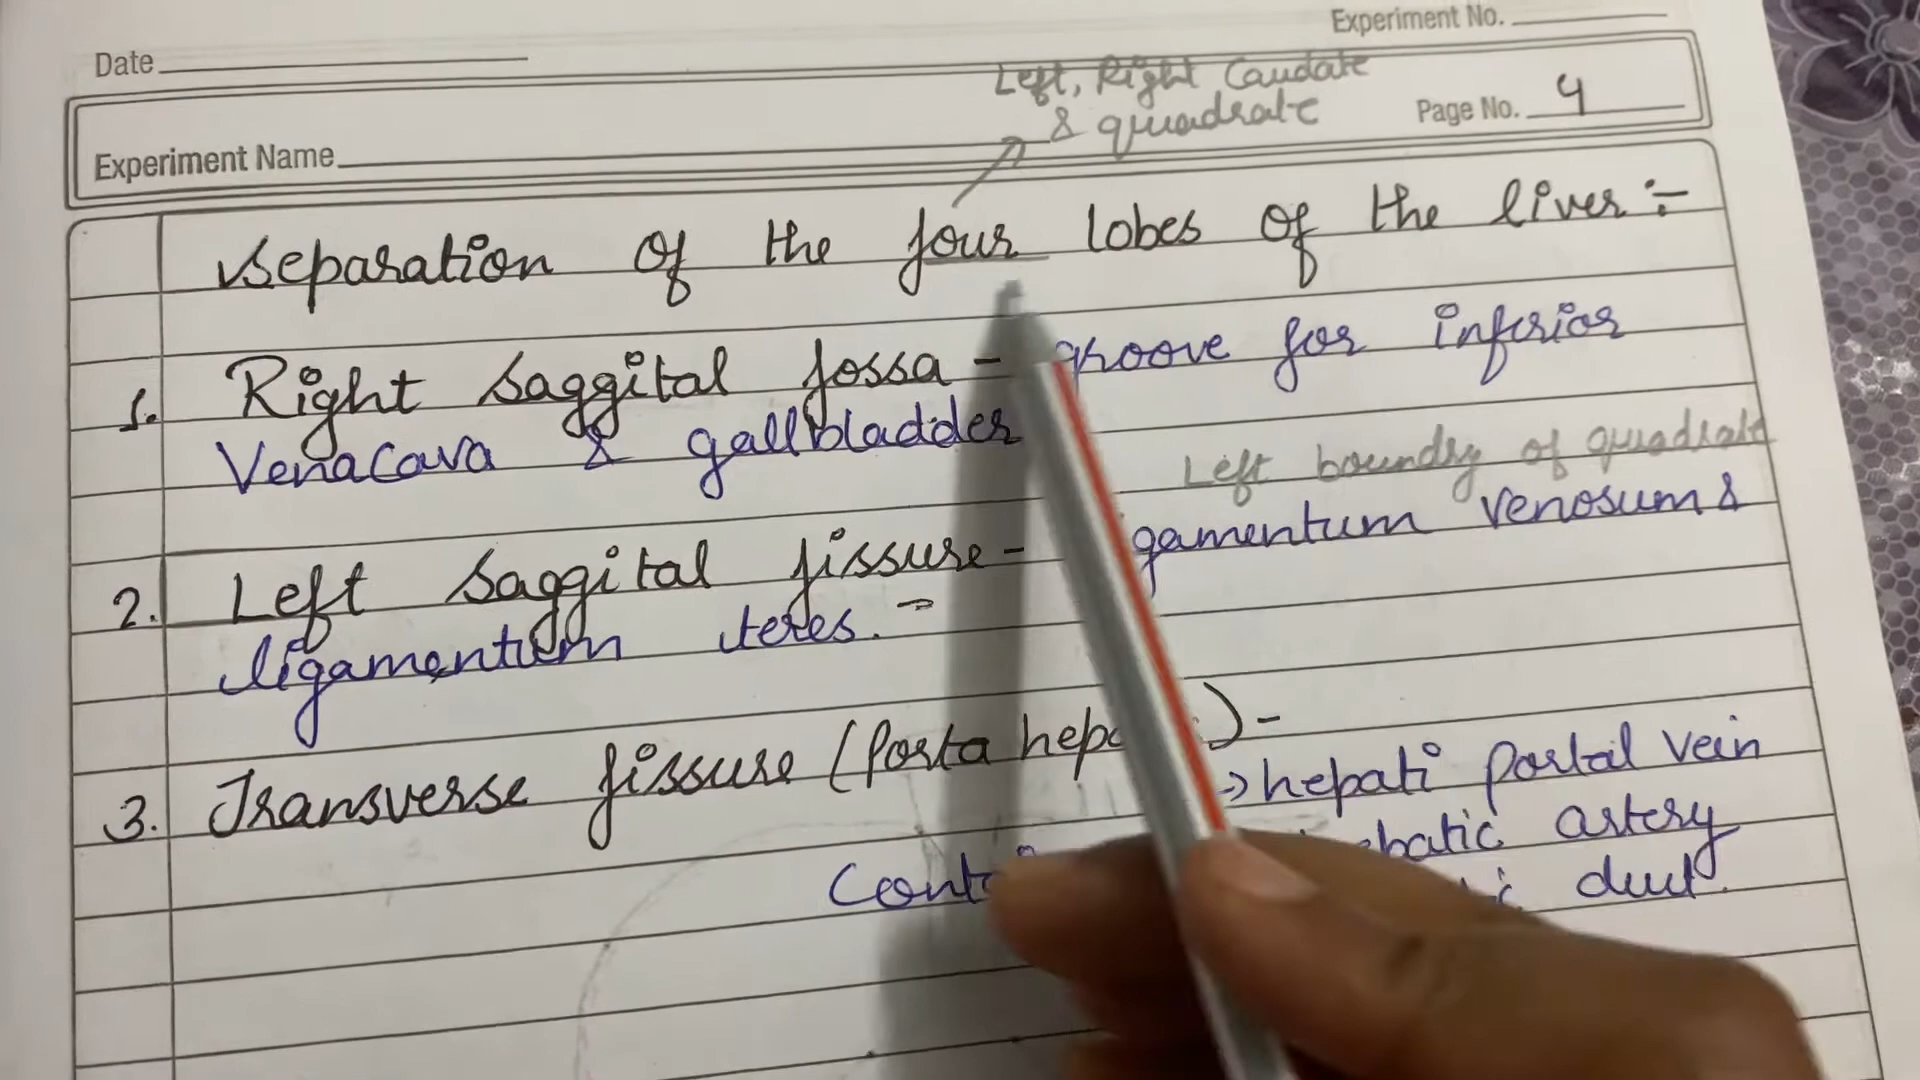 Experiment No.
Date
Left, Right Caudate
& quadrate
Page No. 4
Experiment Name
Separation of the four lobes of the liver :-
1. Right Saggital fossa - groove for inferior
Venacava & gallbladder
Left boundry of quadrate
2. Left Saggital fissure - gamentum venosum &
ligamentum teres. -
3. Transverse fissure (Porta hepa ) -
→ hepati portal vein
patic artery
Cont duct